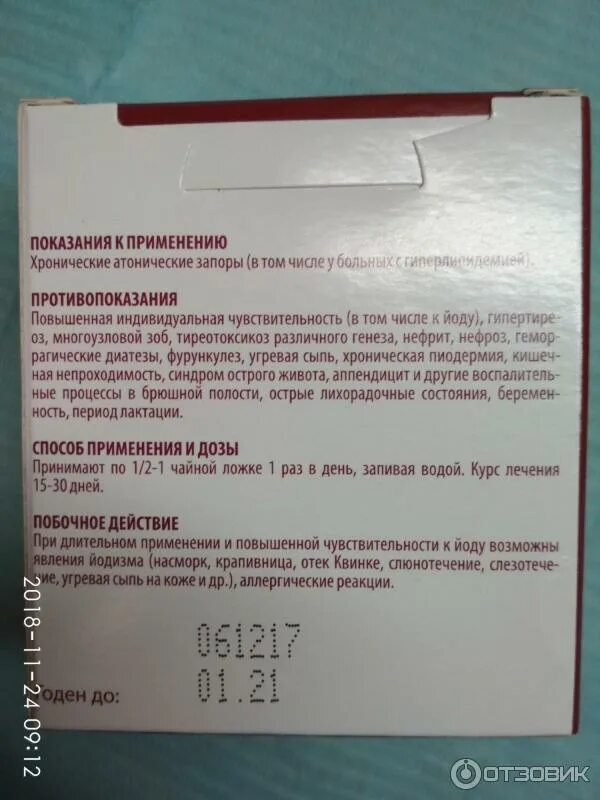 ПОКАЗАНИЯ К ПРИМЕНЕНИЮ
Хронические атонические запоры (в том числе у больных с гиперлипидемией).
ПРОТИВОПОКАЗАНИЯ
Повышенная индивидуальная чувствительность (в том числе к йоду), гипертире-
оз, многоузловой зоб, тиреотоксикоз различного генеза, нефрит, нефроз, гемор-
рагические диатезы, фурункулез, угревая сыпь, хроническая пиодермия, кишеч-
ная непроходимость, синдром острого живота, аппендицит и другие воспалитель-
ные процессы в брюшной полости, острые лихорадочные состояния, беремен-
ность, период лактации.
СПОСОБ ПРИМЕНЕНИЯ И ДОЗЫ
Принимают по 1/2-1 чайной ложке 1 раз в день, запивая водой. Курс лечения
15-30 дней.
ПОБОЧНОЕ ДЕЙСТВИЕ
При длительном применении и повышенной чувствительности к йоду возможны
явления йодизма (насморк, крапивница, отек Квинке, слюнотечение, слезотече-
ние, угревая сыпь на коже и др.), аллергические реакции.
061217
Годен до: 01.21
2018-11-24 09:12
ОТЗОВИК